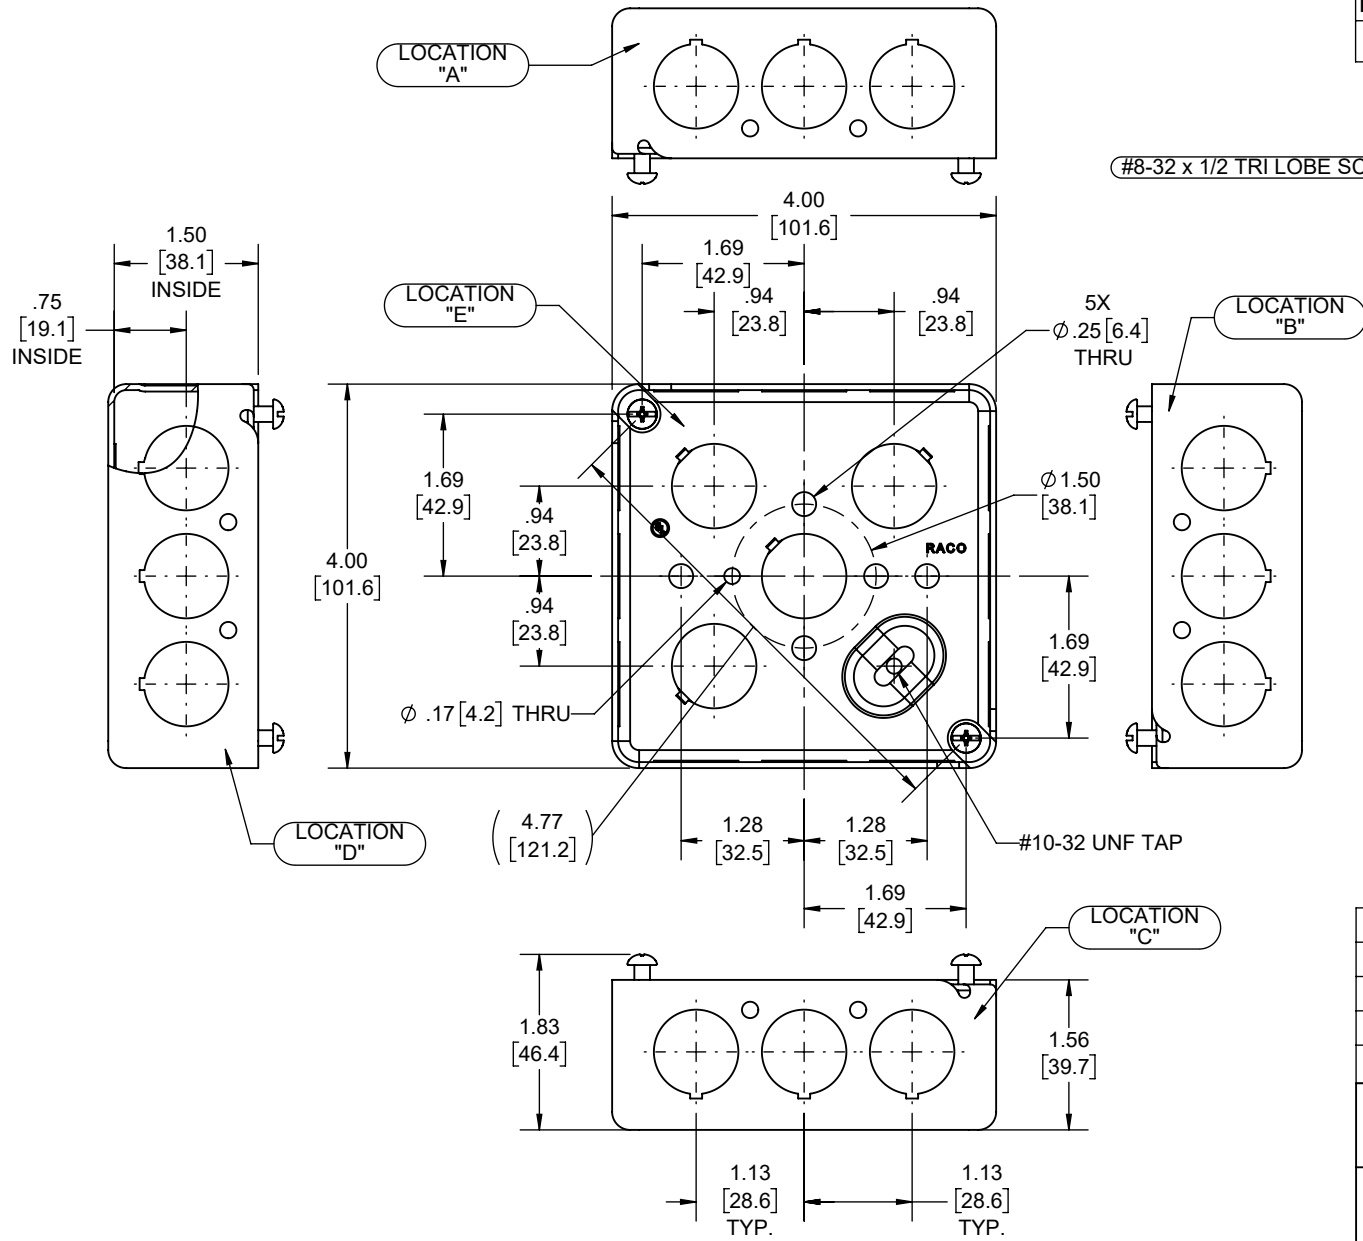 LOCATION
"A"
#8-32 x 1/2 TRI LOBE
4.00
[101.6]
1.69
[42.9]
.94
[23.8]
.94
[23.8]
1.50
[38.1]
INSIDE
.75
[19.1]
INSIDE
LOCATION
"E"
5X
Ø.25[6.4]
THRU
LOCATION
"B"
1.69
[42.9]
.94
[23.8]
4.00
[101.6]
.94
[23.8]
Ø1.50
[38.1]
RACO
1.69
[42.9]
Ø .17[4.2] THRU
LOCATION
"D"
(4.77
[121.2])
1.28
[32.5]
1.28
[32.5]
#10-32 UNF TAP
1.69
[42.9]
LOCATION
"C"
1.83
[46.4]
1.56
[39.7]
1.13
[28.6]
TYP.
1.13
[28.6]
TYP.